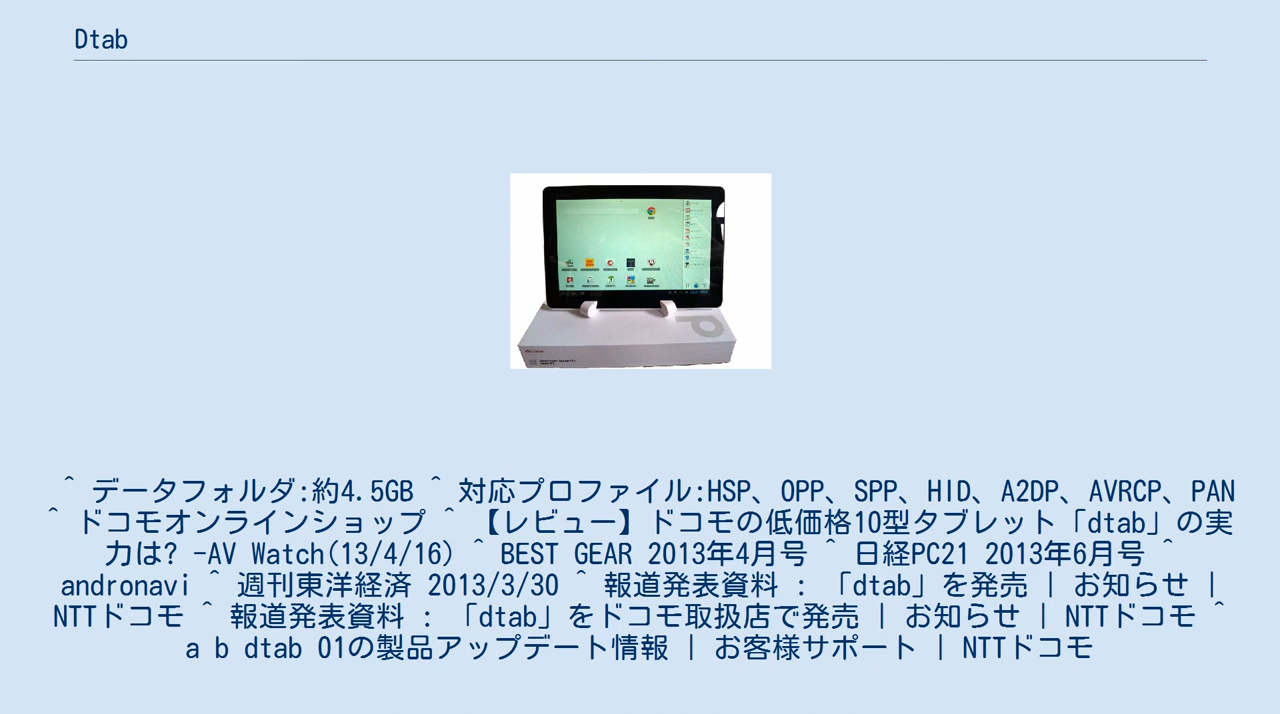 Dtab
^ データフォルダ:約4.5GB ^ 対応プロファイル:HSP、OPP、SPP、HID、A2DP、AVRCP、PAN
^ ドコモオンラインショップ ^ 【レビュー】ドコモの低価格10型タブレット「dtab」の実
力は? -AV Watch(13/4/16) ^ BEST GEAR 2013年4月号 ^ 日経PC21 2013年6月号 ^
andronavi ^ 週刊東洋経済 2013/3/30 ^ 報道発表資料 : 「dtab」を発売 | お知らせ |
NTTドコモ ^ 報道発表資料 : 「dtab」をドコモ取扱店で発売 | お知らせ | NTTドコモ ^
a b dtab 01の製品アップデート情報 | お客様サポート | NTTドコモ